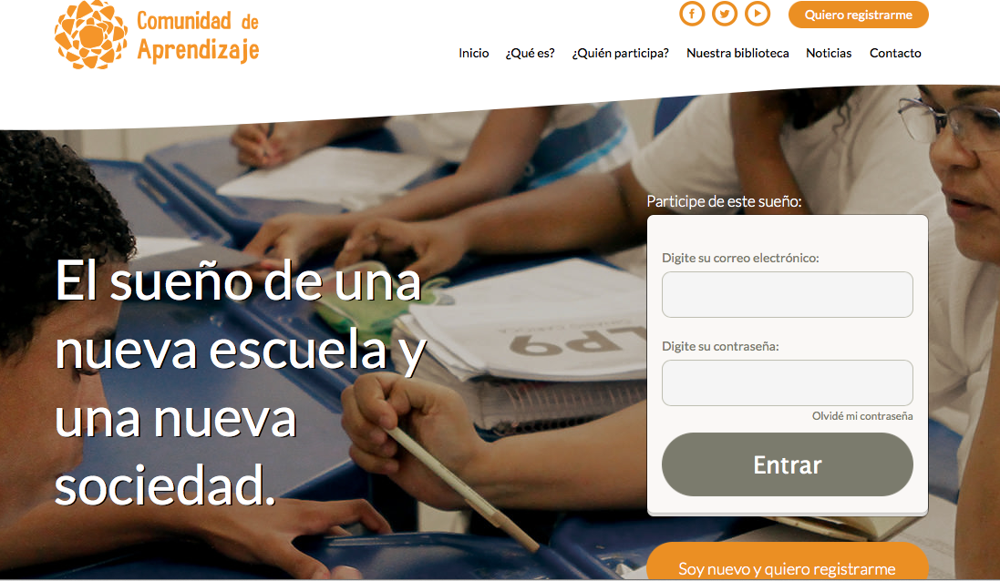 Comunidad de
Aprendizaje
Quiero registrarme
Inicio ¿Qué es? ¿Quién participa? Nuestra biblioteca Noticias Contacto
El sueño de una
nueva escuela y
una nueva
sociedad.
Participe de este sueño:
Digite su correo electrónico:
Digite su contraseña:
Olvidé mi contraseña
Entrar
Soy nuevo y quiero registrarme
LP9